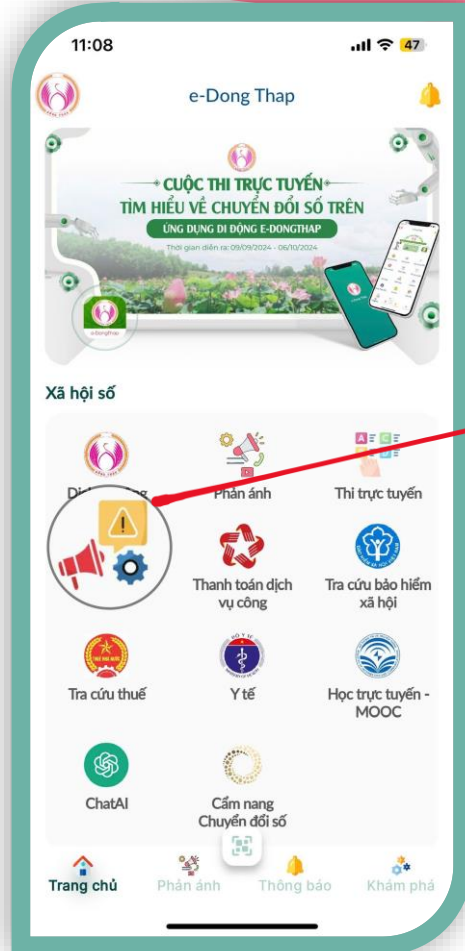 11:08
47
e-Dong Thap
CUỘC THI TRỰC TUYẾN
TÌM HIỂU VỀ CHUYỂN ĐỔI SỐ TRÊN
ỨNG DỤNG DI ĐỘNG E-DONGTHAP
Thời gian diễn ra: 09/09/2024 - 06/10/2024
e-DongThap
Xã hội số
Phản ánh
Thi trực tuyến
Thanh toán dịch
vụ công
Tra cứu bảo hiểm
xã hội
Tra cứu thuế
Y tế
Học trực tuyến -
MOOC
ChatAI
Cẩm nang
Chuyển đổi số
Trang chủ
Phản ánh
Thông báo
Khám phá